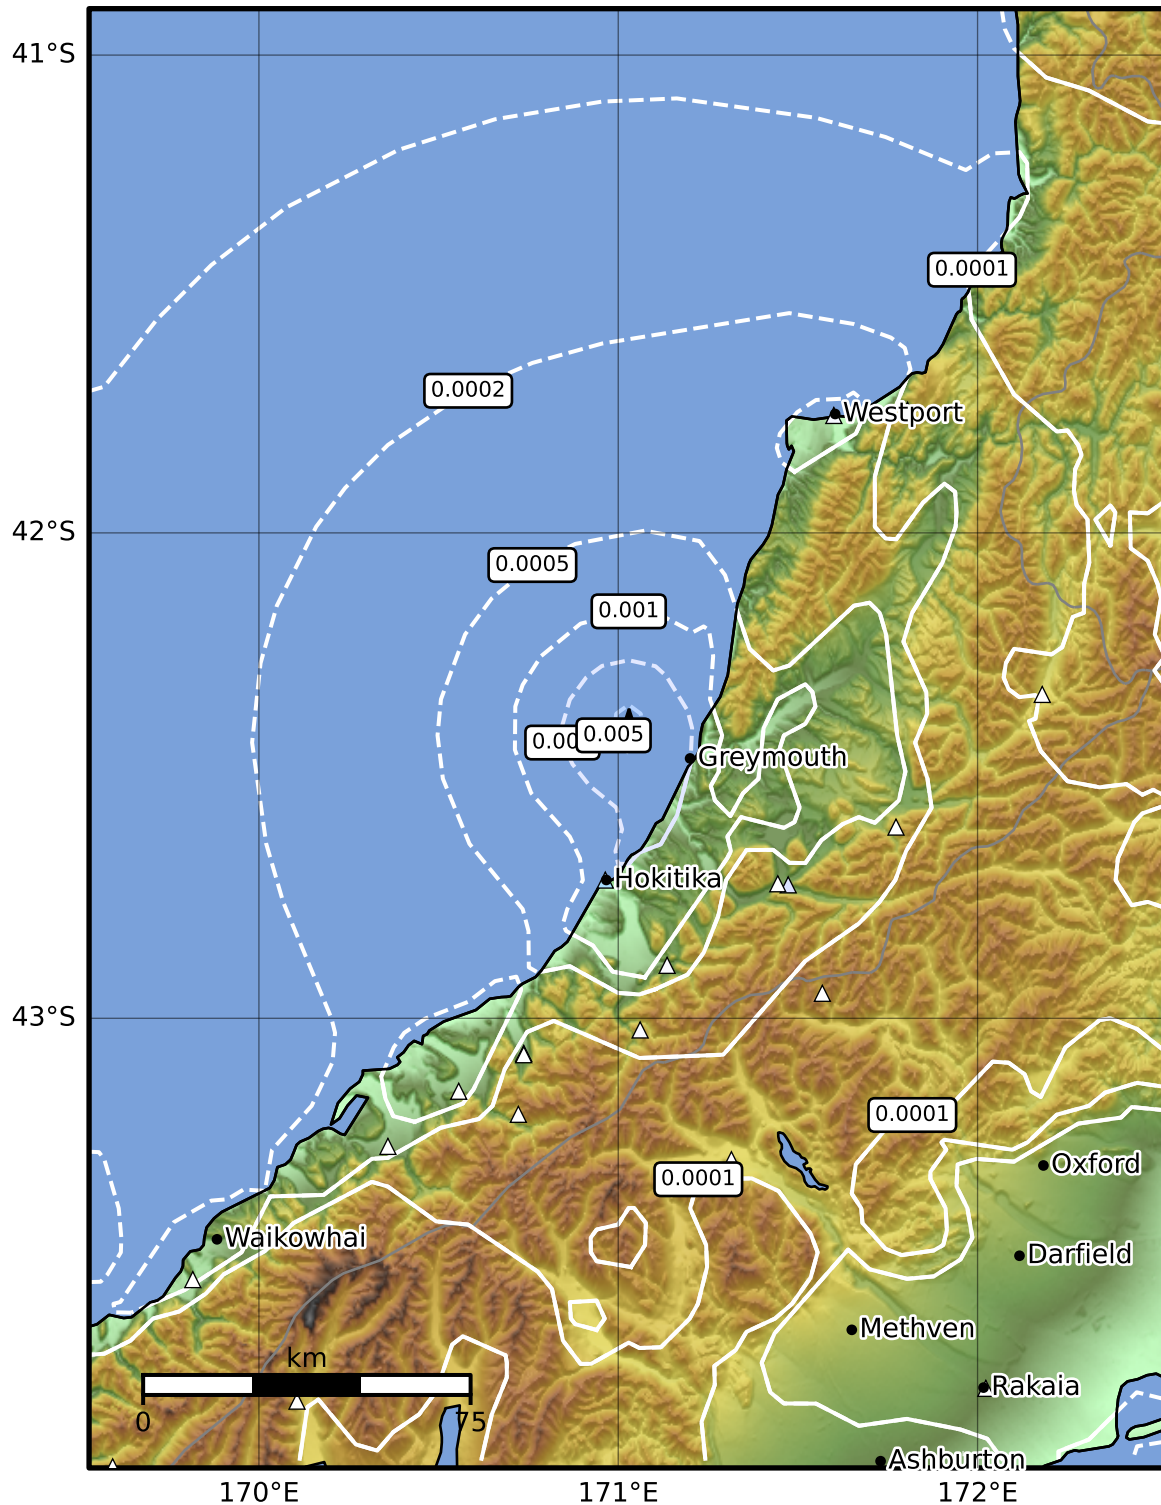 41°S
0.0001
0.0002
Westport
42°S
0.0005
0.001
0.005
Greymouth
Hokitika
43°S
0.0001
Oxford
0.0001
Waikowhai
Darfield
Methven
km
Rakaia
0 75
Ashburton
170°E 171°E 172°E